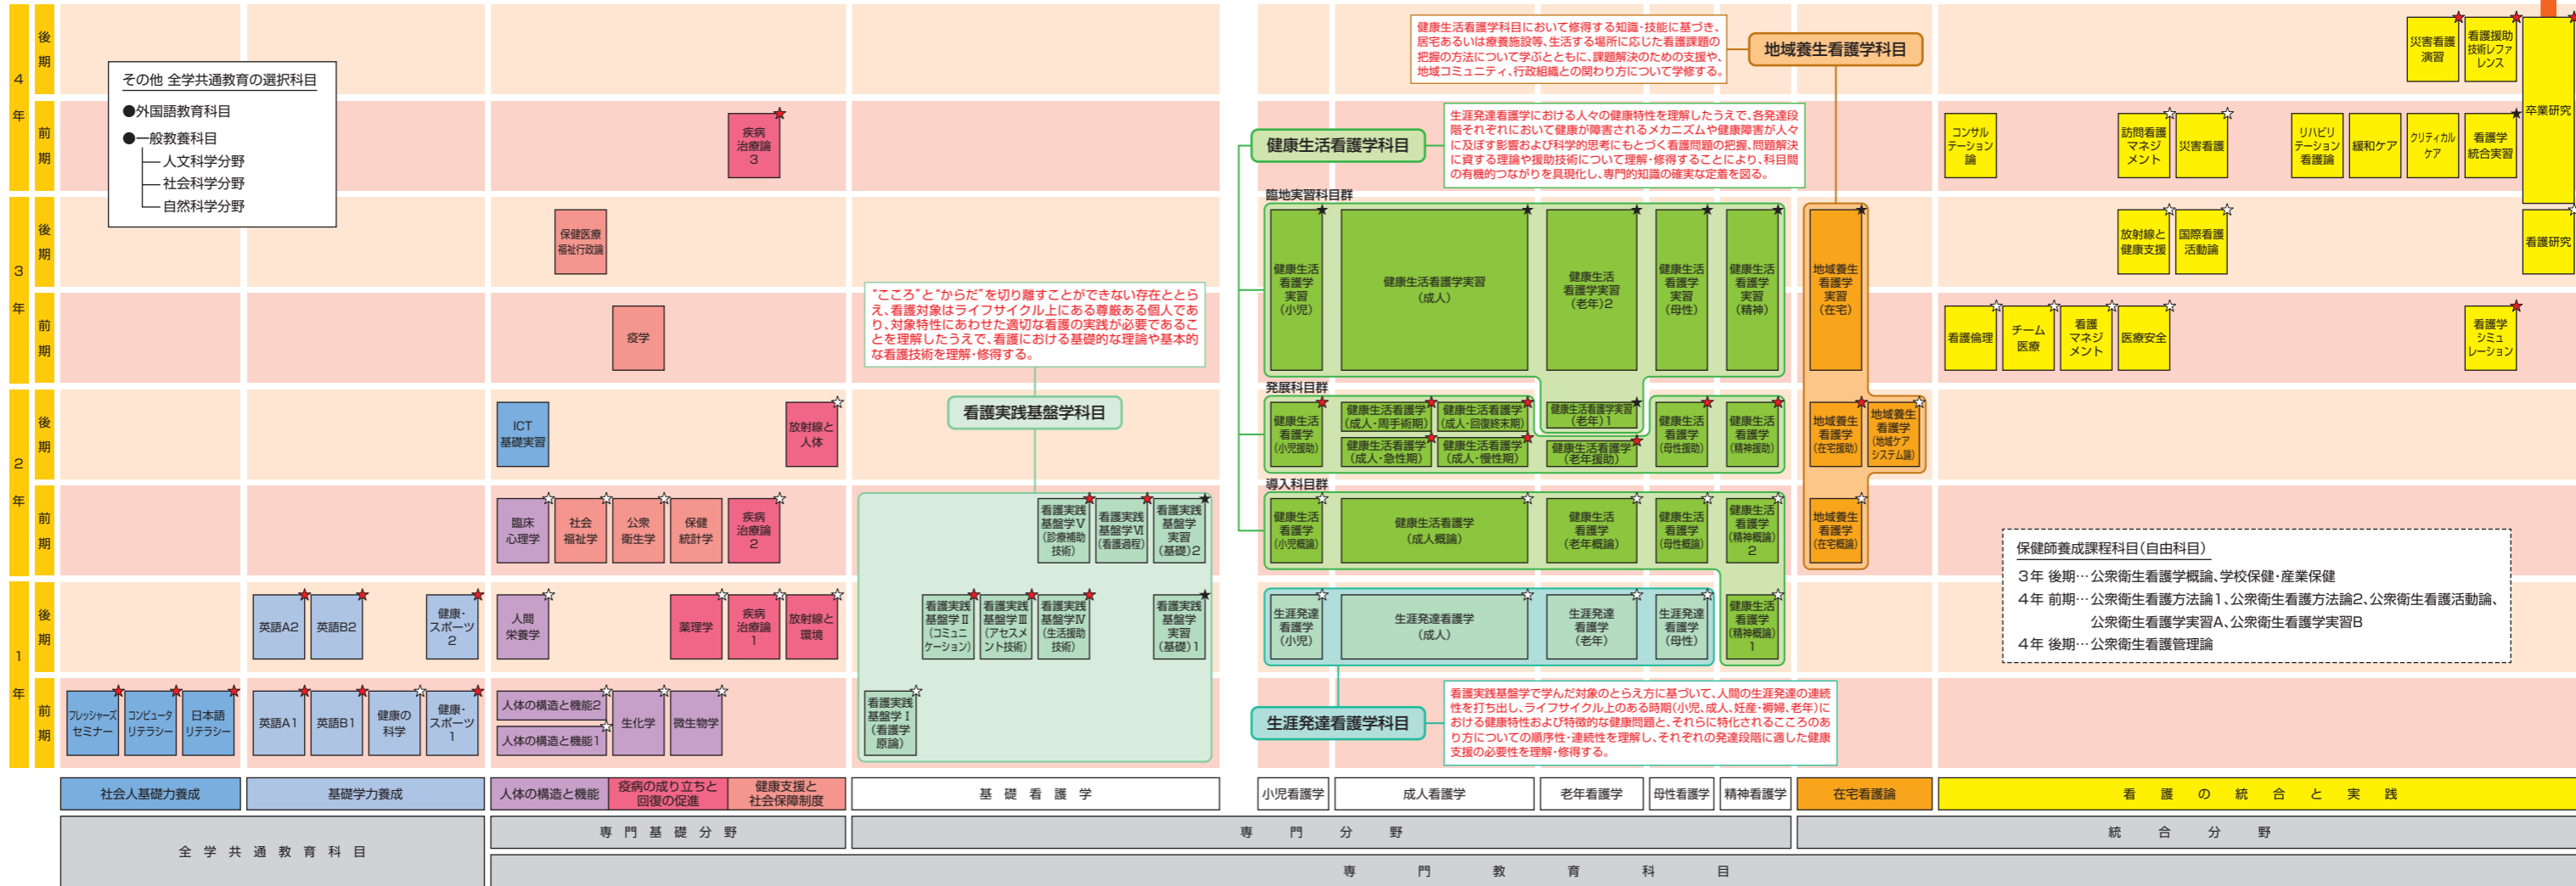 4
年
後
期
前
期
3
年
後
期
前
期
2
年
後
期
前
期
1
年
後
期
前
期
その他 全学共通教育の選択科目
●外国語教育科目
●一般教養科目
人文科学分野
社会科学分野
自然科学分野
疾病
治療論
3
保健医療
福祉行政論
疫学
ICT
基礎実習
放射線と
人体
臨床
心理学
社会
福祉学
公衆
衛生学
保健
統計学
疾病
治療論
2
英語A2
英語B2
健康・
スポーツ
2
人間
栄養学
薬理学
疾病
治療論
1
放射線と
環境
フレッシャーズ
セミナー
コンピュータ
リテラシー
日本語
リテラシー
英語A1
英語B1
健康の
科学
健康・
スポーツ
1
人体の構造と機能2
人体の構造と機能1
生化学
微生物学
"こころ"と"からだ"を切り離すことができない存在ととら
え、看護対象はライフサイクル上にある尊厳ある個人であ
り、対象特性にあわせた適切な看護の実践が必要であるこ
とを理解したうえで、看護における基礎的な理論や基本的
な看護技術を理解・修得する。
看護実践基盤学科目
看護実践
基盤学Ⅴ
(診療補助
技術)
看護実践
基盤学Ⅵ
(看護過程)
看護実践
基盤学
実習
(基礎)2
看護実践
基盤学Ⅱ
(コミュニ
ケーション)
看護実践
基盤学Ⅲ
(アセスメ
ント技術)
看護実践
基盤学Ⅳ
(生活援助
技術)
看護実践
基盤学
実習
(基礎)1
看護実践
基盤学Ⅰ
(看護学
原論)
健康生活看護学科目において修得する知識・技能に基づき、
居宅あるいは療養施設等、生活する場所に応じた看護課題の
把握の方法について学ぶとともに、課題解決のための支援や、
地域コミュニティ、行政組織との関わり方について学修する。
地域養生看護学科目
健康生活看護学科目
生涯発達看護学における人々の健康特性を理解したうえで、各発達段
階それぞれにおいて健康が障害されるメカニズムや健康障害が人々
に及ぼす影響および科学的思考にもとづく看護問題の把握、問題解決
に資する理論や援助技術について理解・修得することにより、科目間
の有機的つながりを具現化し、専門的知識の確実な定着を図る。
臨地実習科目群
健康生活
看護学
実習
(小児)
健康生活看護学実習
(成人)
健康生活
看護学実習
(老年)2
健康生活
看護学
実習
(母性)
健康生活
看護学
実習
(精神)
地域養生
看護学
実習
(在宅)
発展科目群
健康生活
看護学
(小児援助)
健康生活看護学
(成人・周手術期)
健康生活看護学
(成人・回復終末期)
健康生活看護学
(成人・急性期)
健康生活看護学
(成人・慢性期)
健康生活看護学実習
(老年)1
健康生活看護学
(老年援助)
健康生活
看護学
(母性援助)
健康生活
看護学
(精神援助)
地域養生
看護学
(在宅援助)
地域養生
看護学
(地域ケア
システム論)
導入科目群
健康生活
看護学
(小児概論)
健康生活看護学
(成人概論)
健康生活
看護学
(老年概論)
健康生活
看護学
(母性概論)
健康生活
看護学
(精神概論)
2
地域養生
看護学
(在宅概論)
生涯発達
看護学
(小児)
生涯発達看護学
(成人)
生涯発達
看護学
(老年)
生涯発達
看護学
(母性)
健康生活
看護学
(精神概論)
1
生涯発達看護学科目
看護実践基盤学で学んだ対象のとらえ方に基づいて、人間の生涯発達の連続
性を打ち出し、ライフサイクル上のある時期(小児、成人、妊産・褥婦、老年)に
おける健康特性および特徴的な健康問題と、それらに特化されるこころのあ
り方についての順序性・連続性を理解し、それぞれの発達段階に適した健康
支援の必要性を理解・修得する。
災害看護
演習
看護援助
技術レファ
レンス
卒業研究
コンサル
テーション
論
訪問看護
マネジ
メント
災害看護
リハビリ
テーション
看護論
緩和ケア
クリティカル
ケア
看護学
統合実習
放射線と
健康支援
国際看護
活動論
看護研究
看護倫理
チーム
医療
看護
マネジ
メント
医療安全
看護学
シミュ
レーション
保健師養成課程科目(自由科目)
3年 後期…公衆衛生看護学概論、学校保健・産業保健
4年 前期…公衆衛生看護方法論1、公衆衛生看護方法論2、公衆衛生看護活動論、
公衆衛生看護学実習A、公衆衛生看護学実習B
4年 後期…公衆衛生看護管理論
社会人基礎力養成
基礎学力養成
人体の構造と機能
疫病の成り立ちと
回復の促進
健康支援と
社会保障制度
基礎看護学
小児看護学
成人看護学
老年看護学
母性看護学
精神看護学
在宅看護論
看護の統合と実践
全学共通教育科目
専門基礎分野
専門分野
統合分野
専門教育科目